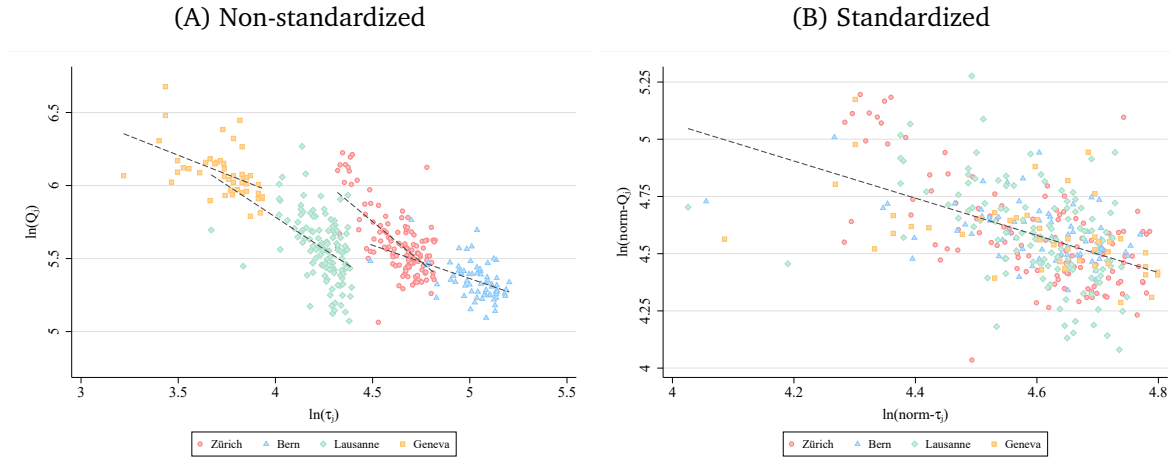 (A) Non-standardized
ln(Qⱼ)
6.5
6
5.5
5
3
3.5
4
4.5
5
5.5
ln(τⱼ)
Zürich Bern Lausanne Geneva
(B) Standardized
ln(norm-Qⱼ)
5.25
5
4.75
4.5
4.25
4
4
4.2
4.4
4.6
4.8
ln(norm-τⱼ)
Zürich Bern Lausanne Geneva